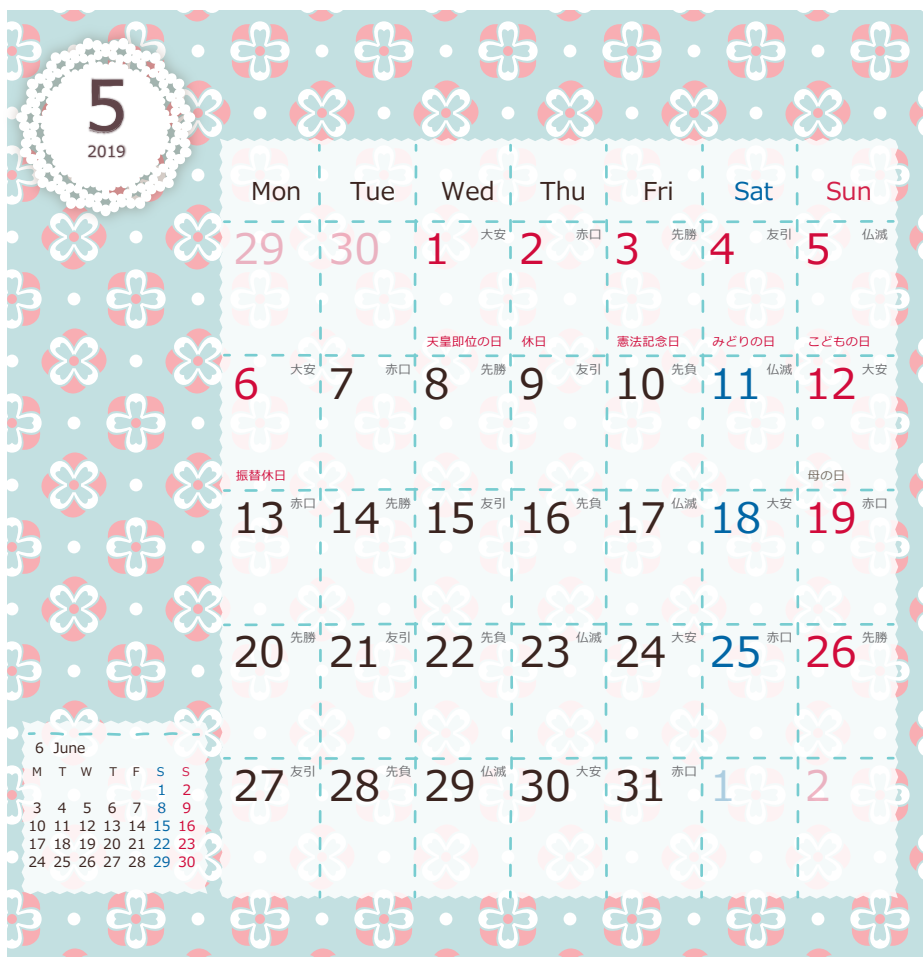 5
2019
Mon Tue Wed Thu Fri Sat Sun
29 30 1 大安 2 赤口 3 先勝 4 友引 5 仏滅
天皇即位の日 休日 憲法記念日 みどりの日 こどもの日
6 大安 7 赤口 8 先勝 9 友引 10 先負 11 仏滅 12 大安
振替休日 母の日
13 赤口 14 先勝 15 友引 16 先負 17 仏滅 18 大安 19 赤口
20 先勝 21 友引 22 先負 23 仏滅 24 大安 25 赤口 26 先勝
27 友引 28 先負 29 仏滅 30 大安 31 赤口 1 2
6 June
M T W T F S S
1 2
3 4 5 6 7 8 9
10 11 12 13 14 15 16
17 18 19 20 21 22 23
24 25 26 27 28 29 30